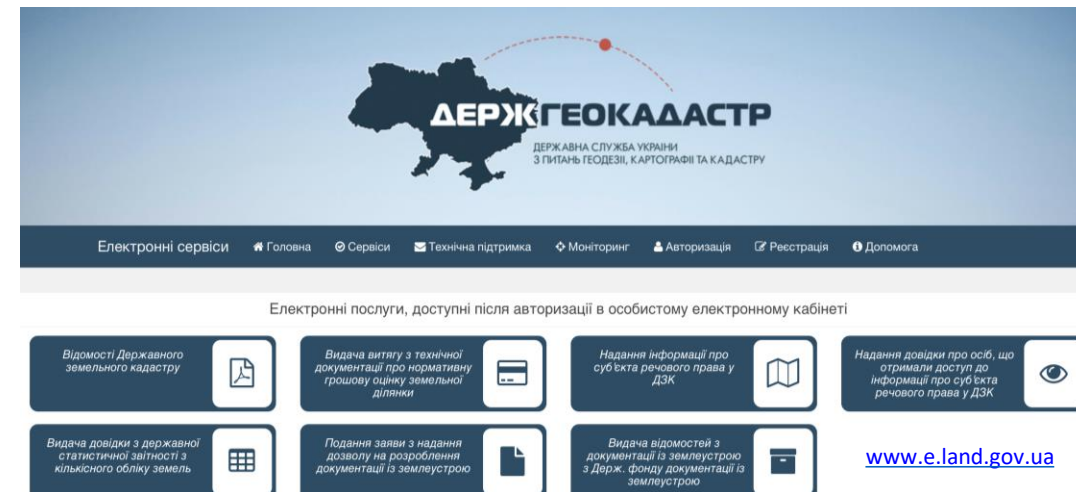 ДЕРЖГЕОКАДАСТР
ДЕРЖАВНА СЛУЖБА УКРАЇНИ
З ПИТАНЬ ГЕОДЕЗІЇ, КАРТОГРАФІЇ ТА КАДАСТРУ
Електронні сервіси Головна Сервіси Технічна підтримка Моніторинг Авторизація Реєстрація Допомога
Електронні послуги, доступні після авторизації в особистому електронному кабінеті
Відомості Державного
земельного кадастру
Видача витягу з технічної
документації про нормативну
грошову оцінку земельної
ділянки
Надання інформації про
суб'єкта речового права у
ДЗК
Надання довідки про осіб, що
отримали доступ до
інформації про суб'єкта
речового права у ДЗК
Видача довідки з державної
статистичної звітності з
кількісного обліку земель
Подання заяви з надання
дозволу на розроблення
документації із землеустрою
Видача відомостей з
документації із землеустрою
з Держ. фонду документації із
землеустрою
www.e.land.gov.ua